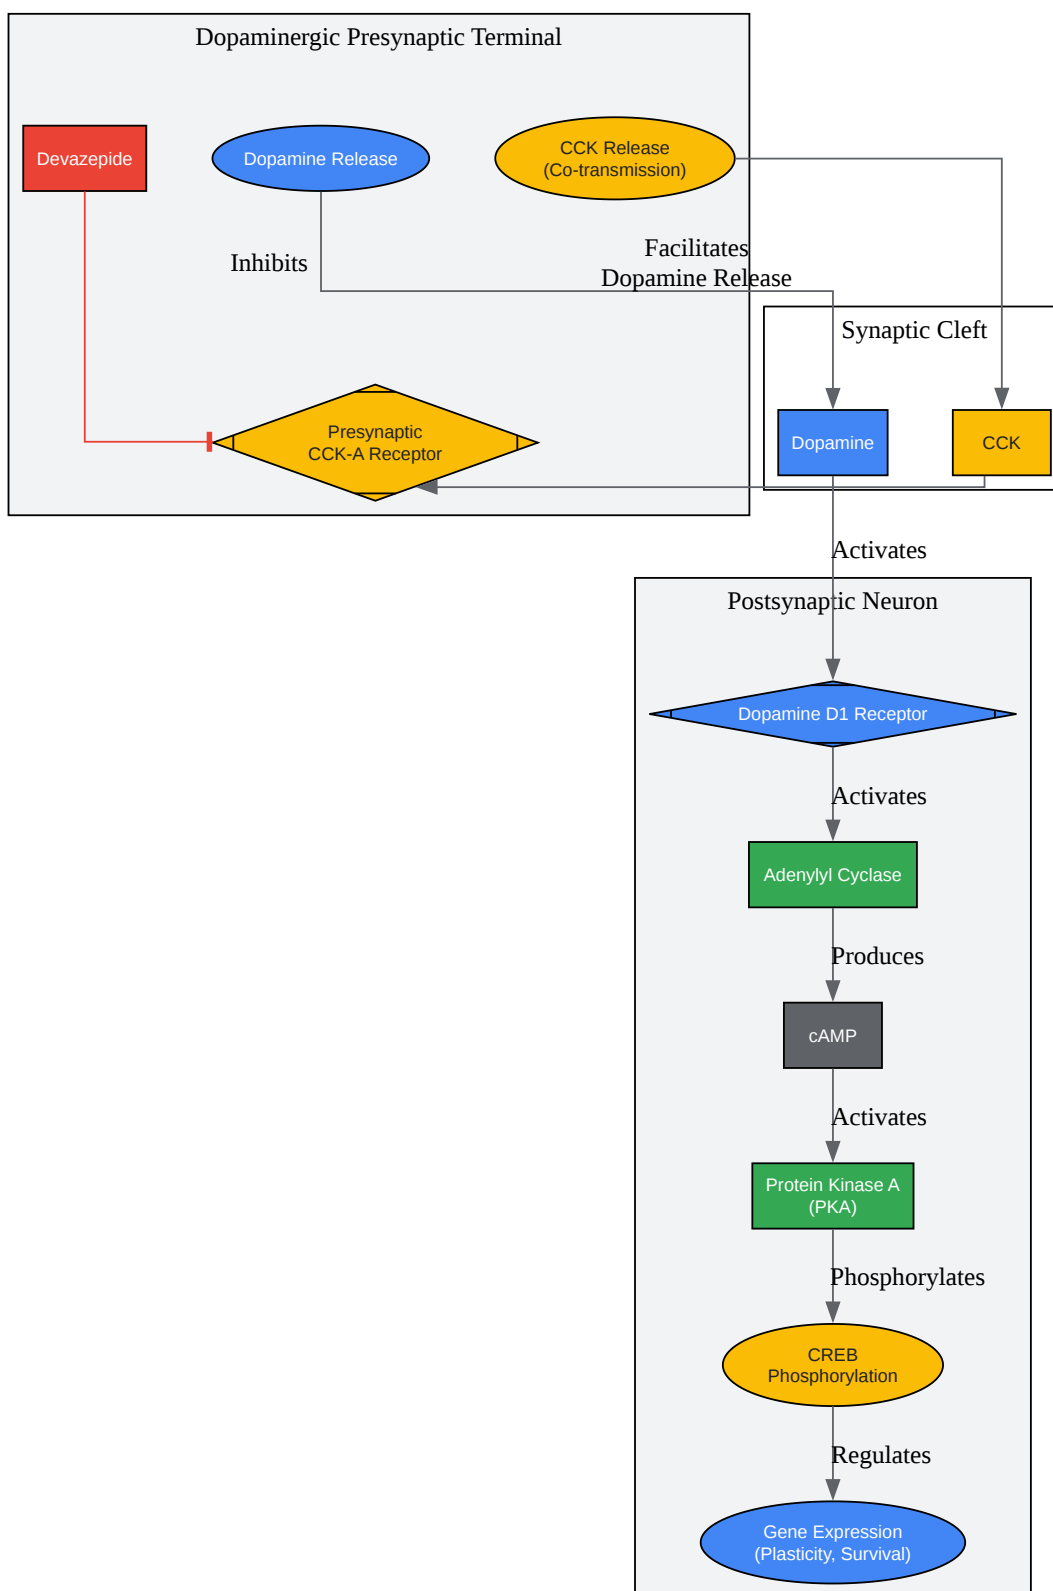 Dopaminergic Presynaptic Terminal
Devazepide
Dopamine Release
CCK Release
(Co-transmission)
Inhibits
Facilitates
Dopamine Release
Synaptic Cleft
Presynaptic
CCK-A Receptor
Dopamine
CCK
Activates
Postsynaptic Neuron
Dopamine D1 Receptor
Activates
Adenylyl Cyclase
Produces
cAMP
Activates
Protein Kinase A
(PKA)
Phosphorylates
CREB
Phosphorylation
Regulates
Gene Expression
(Plasticity, Survival)